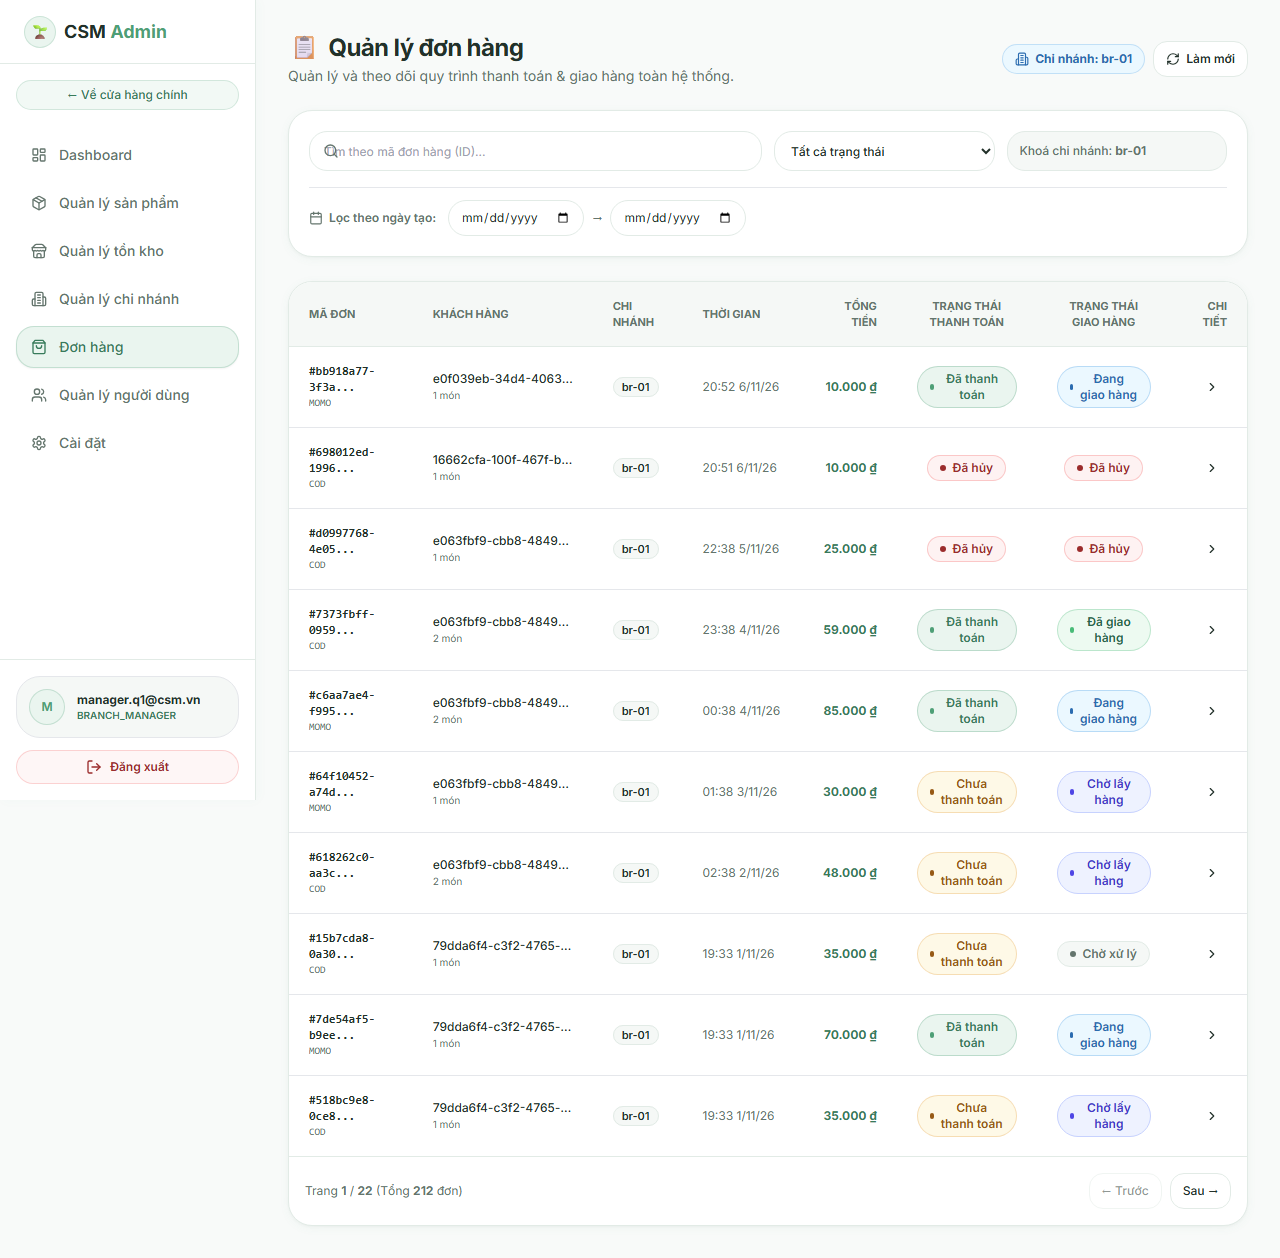 CSM Admin
← Về cửa hàng chính
Dashboard
Quản lý sản phẩm
Quản lý tồn kho
Quản lý chi nhánh
Đơn hàng
Quản lý người dùng
Cài đặt
M
manager.q1@csm.vn
BRANCH_MANAGER
Đăng xuất
Quản lý đơn hàng
Quản lý và theo dõi quy trình thanh toán & giao hàng toàn hệ thống.
Chi nhánh: br-01
Làm mới
Tìm theo mã đơn hàng (ID)...
Tất cả trạng thái
Khoá chi nhánh: br-01
Lọc theo ngày tạo:
mm/dd/yyyy
→
mm/dd/yyyy
MÃ ĐƠN
KHÁCH HÀNG
CHI
NHÁNH
THỜI GIAN
TỔNG
TIỀN
TRẠNG THÁI
THANH TOÁN
TRẠNG THÁI
GIAO HÀNG
CHI
TIẾT
#bb918a77-
3f3a...
MOMO
e0f039eb-34d4-4063...
1 món
br-01
20:52 6/11/26
10.000 ₫
Đã thanh
toán
Đang
giao hàng
#698012ed-
1996...
COD
16662cfa-100f-467f-b...
1 món
br-01
20:51 6/11/26
10.000 ₫
Đã hủy
Đã hủy
#d0997768-
4e05...
COD
e063fbf9-cbb8-4849...
1 món
br-01
22:38 5/11/26
25.000 ₫
Đã hủy
Đã hủy
#7373fbff-
0959...
COD
e063fbf9-cbb8-4849...
2 món
br-01
23:38 4/11/26
59.000 ₫
Đã thanh
toán
Đã giao
hàng
#c6aa7ae4-
f995...
MOMO
e063fbf9-cbb8-4849...
2 món
br-01
00:38 4/11/26
85.000 ₫
Đã thanh
toán
Đang
giao hàng
#64f10452-
a74d...
MOMO
e063fbf9-cbb8-4849...
1 món
br-01
01:38 3/11/26
30.000 ₫
Chưa
thanh toán
Chờ lấy
hàng
#618262c0-
aa3c...
COD
e063fbf9-cbb8-4849...
2 món
br-01
02:38 2/11/26
48.000 ₫
Chưa
thanh toán
Chờ lấy
hàng
#15b7cda8-
0a30...
COD
79dda6f4-c3f2-4765-...
1 món
br-01
19:33 1/11/26
35.000 ₫
Chưa
thanh toán
Chờ xử lý
#7de54af5-
b9ee...
MOMO
79dda6f4-c3f2-4765-...
1 món
br-01
19:33 1/11/26
70.000 ₫
Đã thanh
toán
Đang
giao hàng
#518bc9e8-
0ce8...
COD
79dda6f4-c3f2-4765-...
1 món
br-01
19:33 1/11/26
35.000 ₫
Chưa
thanh toán
Chờ lấy
hàng
Trang 1 / 22 (Tổng 212 đơn)
← Trước
Sau →